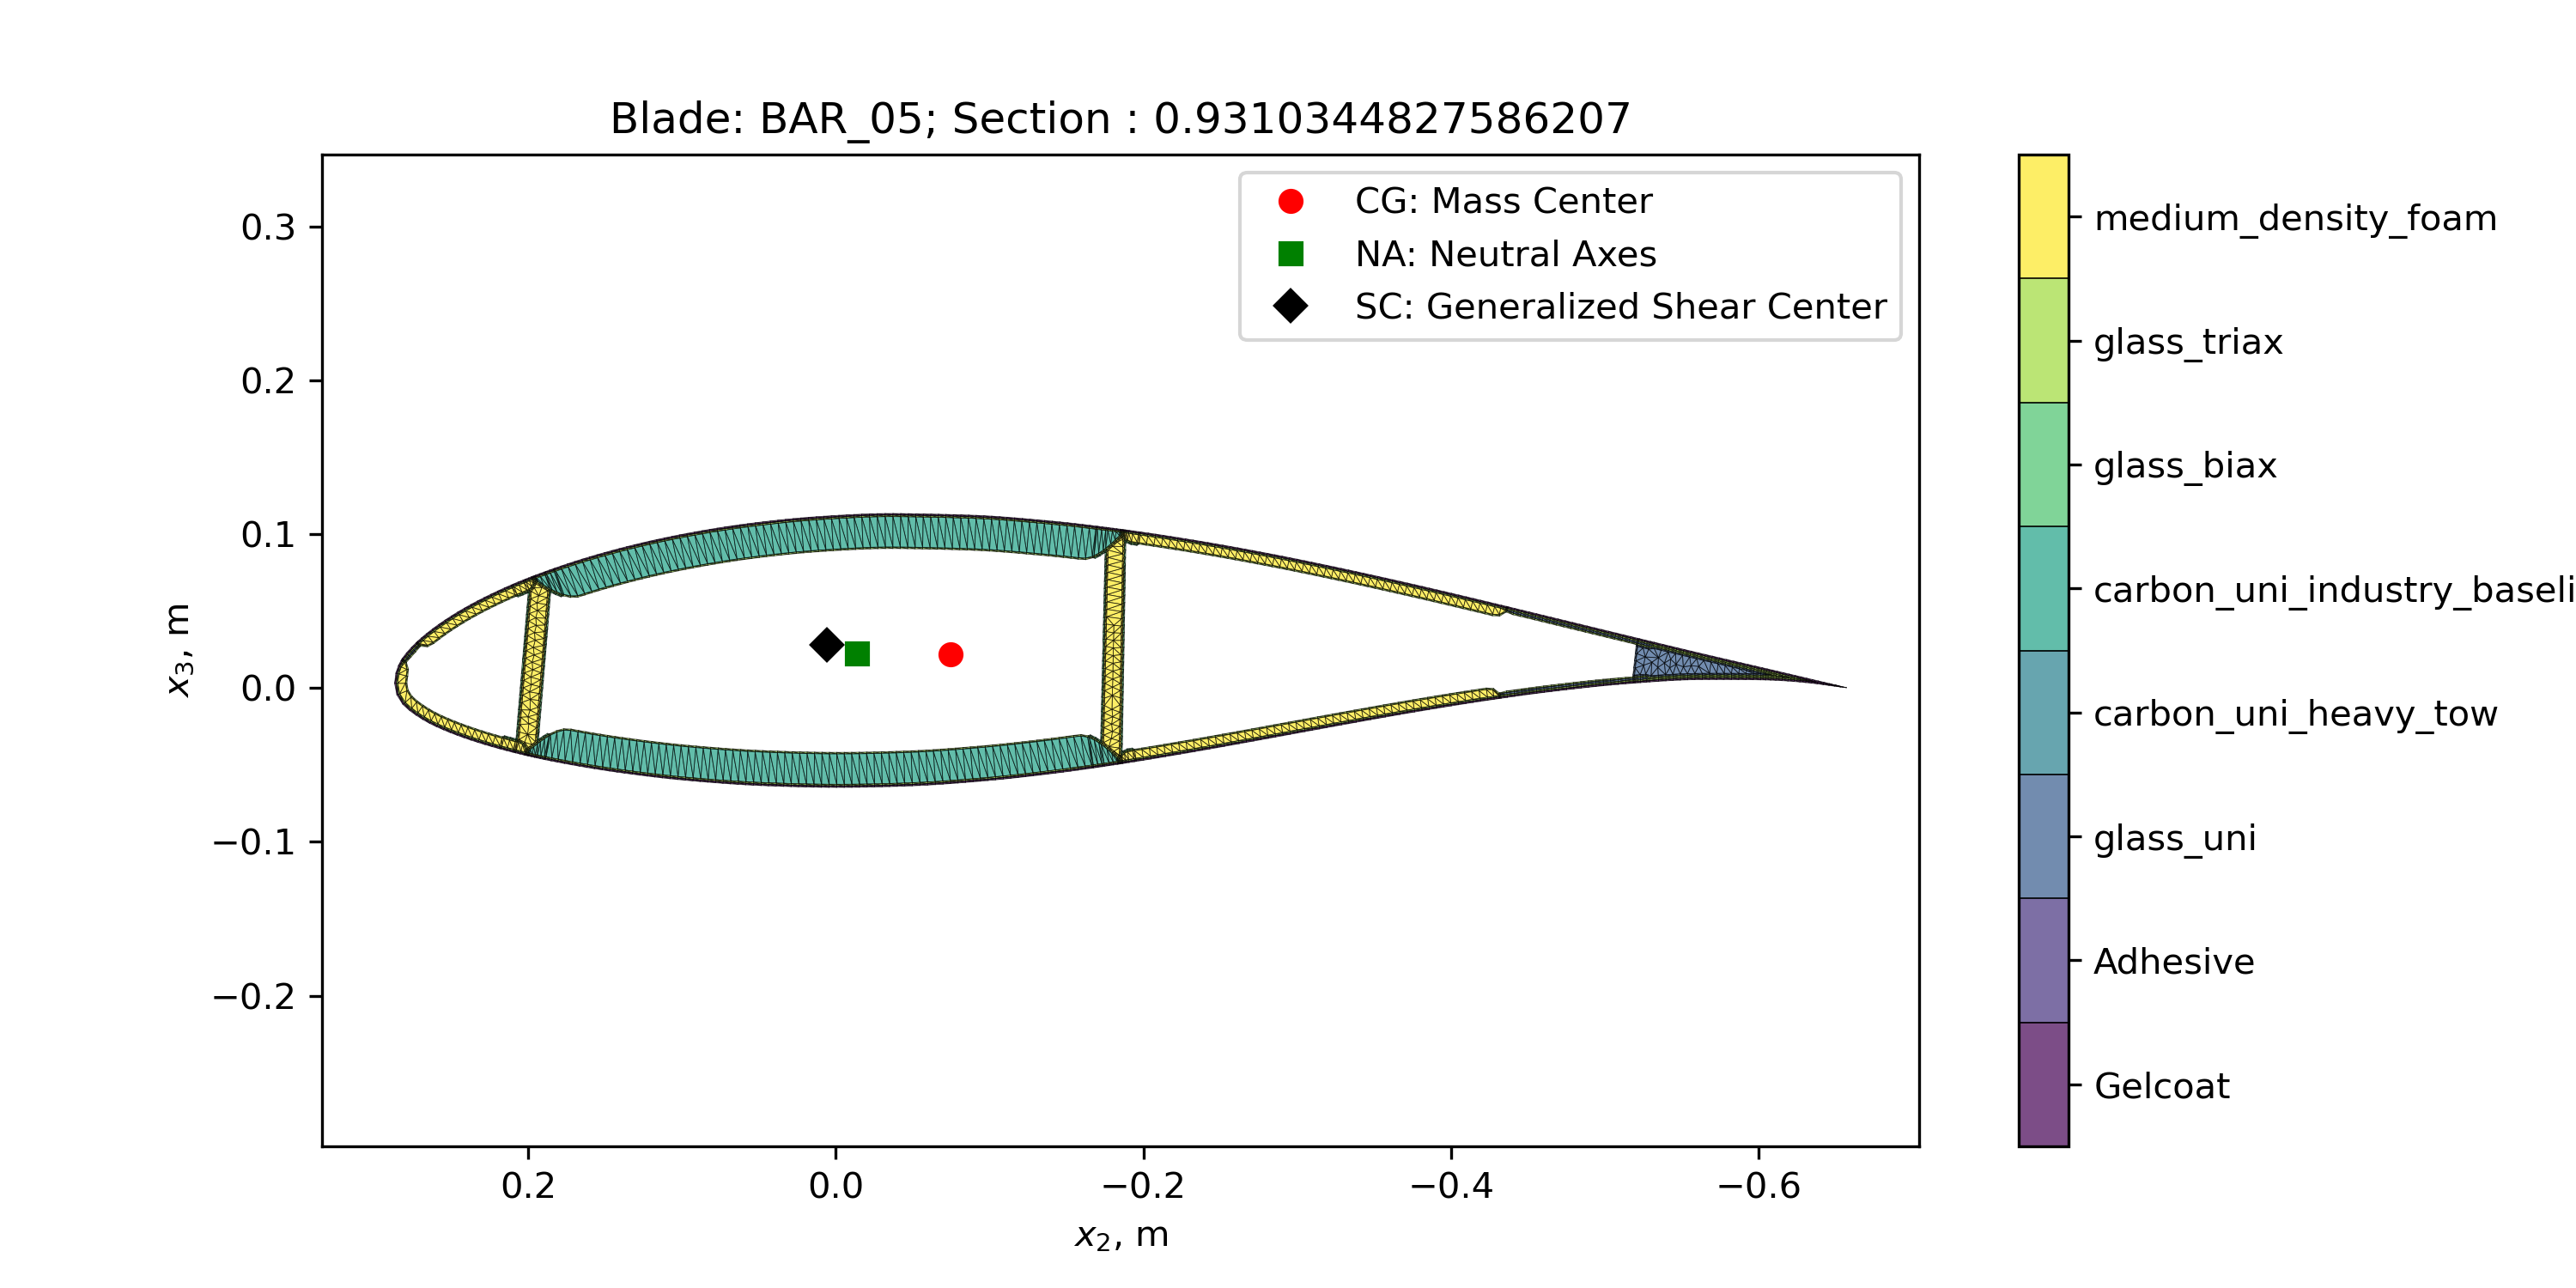 Blade: BAR_05; Section : 0.9310344827586207
CG: Mass Center
NA: Neutral Axes
SC: Generalized Shear Center
0.3
0.2
0.1
0.0
−0.1
−0.2
x3, m
0.2
0.0
−0.2
−0.4
−0.6
x2, m
medium_density_foam
glass_triax
glass_biax
carbon_uni_industry_baseli
carbon_uni_heavy_tow
glass_uni
Adhesive
Gelcoat